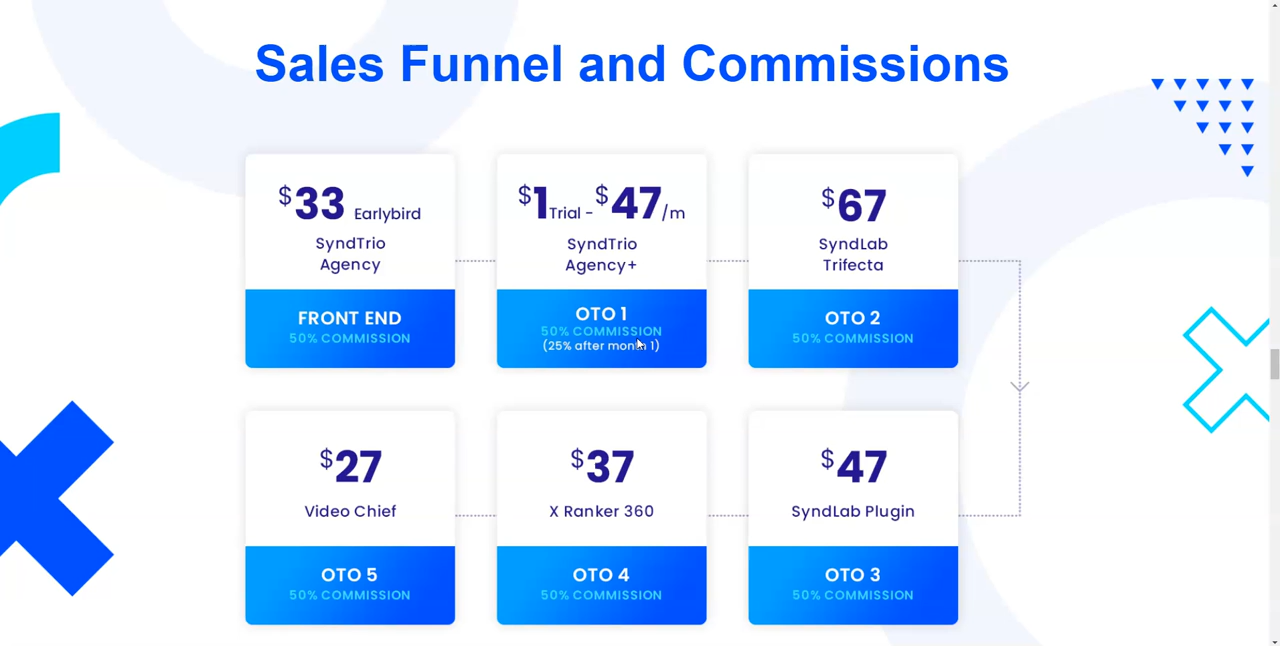 Sales Funnel and Commissions
$33 Earlybird
SyndTrio
Agency
FRONT END
50% COMMISSION
$1Trial - $47/m
SyndTrio
Agency+
OTO 1
50% COMMISSION
(25% after month 1)
$67
SyndLab
Trifecta
OTO 2
50% COMMISSION
$27
Video Chief
OTO 5
50% COMMISSION
$37
X Ranker 360
OTO 4
50% COMMISSION
$47
SyndLab Plugin
OTO 3
50% COMMISSION